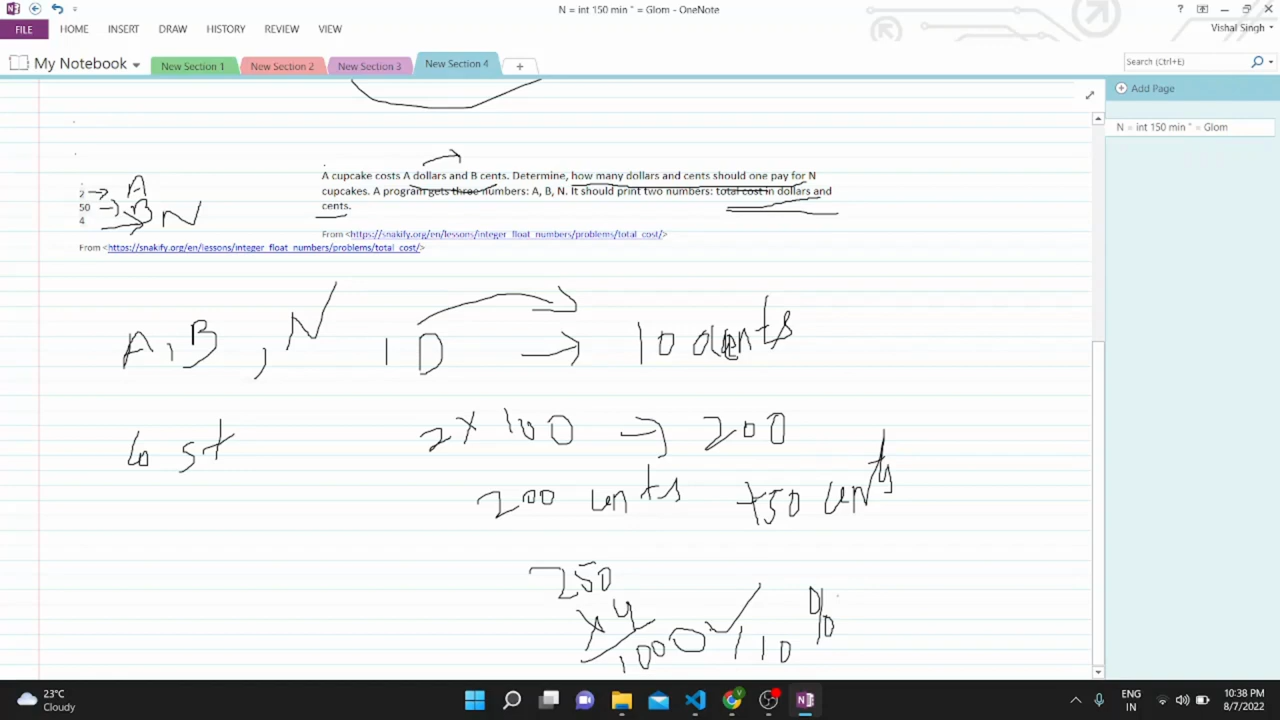 N = int 150 min " = Glom - OneNote
FILE HOME INSERT DRAW HISTORY REVIEW VIEW
Vishal Singh
My Notebook
New Section 1 New Section 2 New Section 3 New Section 4 +
Search (Ctrl+E)
Add Page
N = int 150 min " = Glom
A cupcake costs A dollars and B cents. Determine, how many dollars and cents should one pay for N
cupcakes. A program gets three numbers: A, B, N. It should print two numbers: total cost in dollars and
cents.
From <https://snakify.org/en/lessons/integer_float_numbers/problems/total_cost/>
A
50 B N
4
From <https://snakify.org/en/lessons/integer_float_numbers/problems/total_cost/>
A, B, N 1 D → 10 cents
Cost 2 x 100 → 200
200 cents +50 cents
250
x 4
1000 / 10 %
23°C
Cloudy
ENG
IN
10:38 PM
8/7/2022